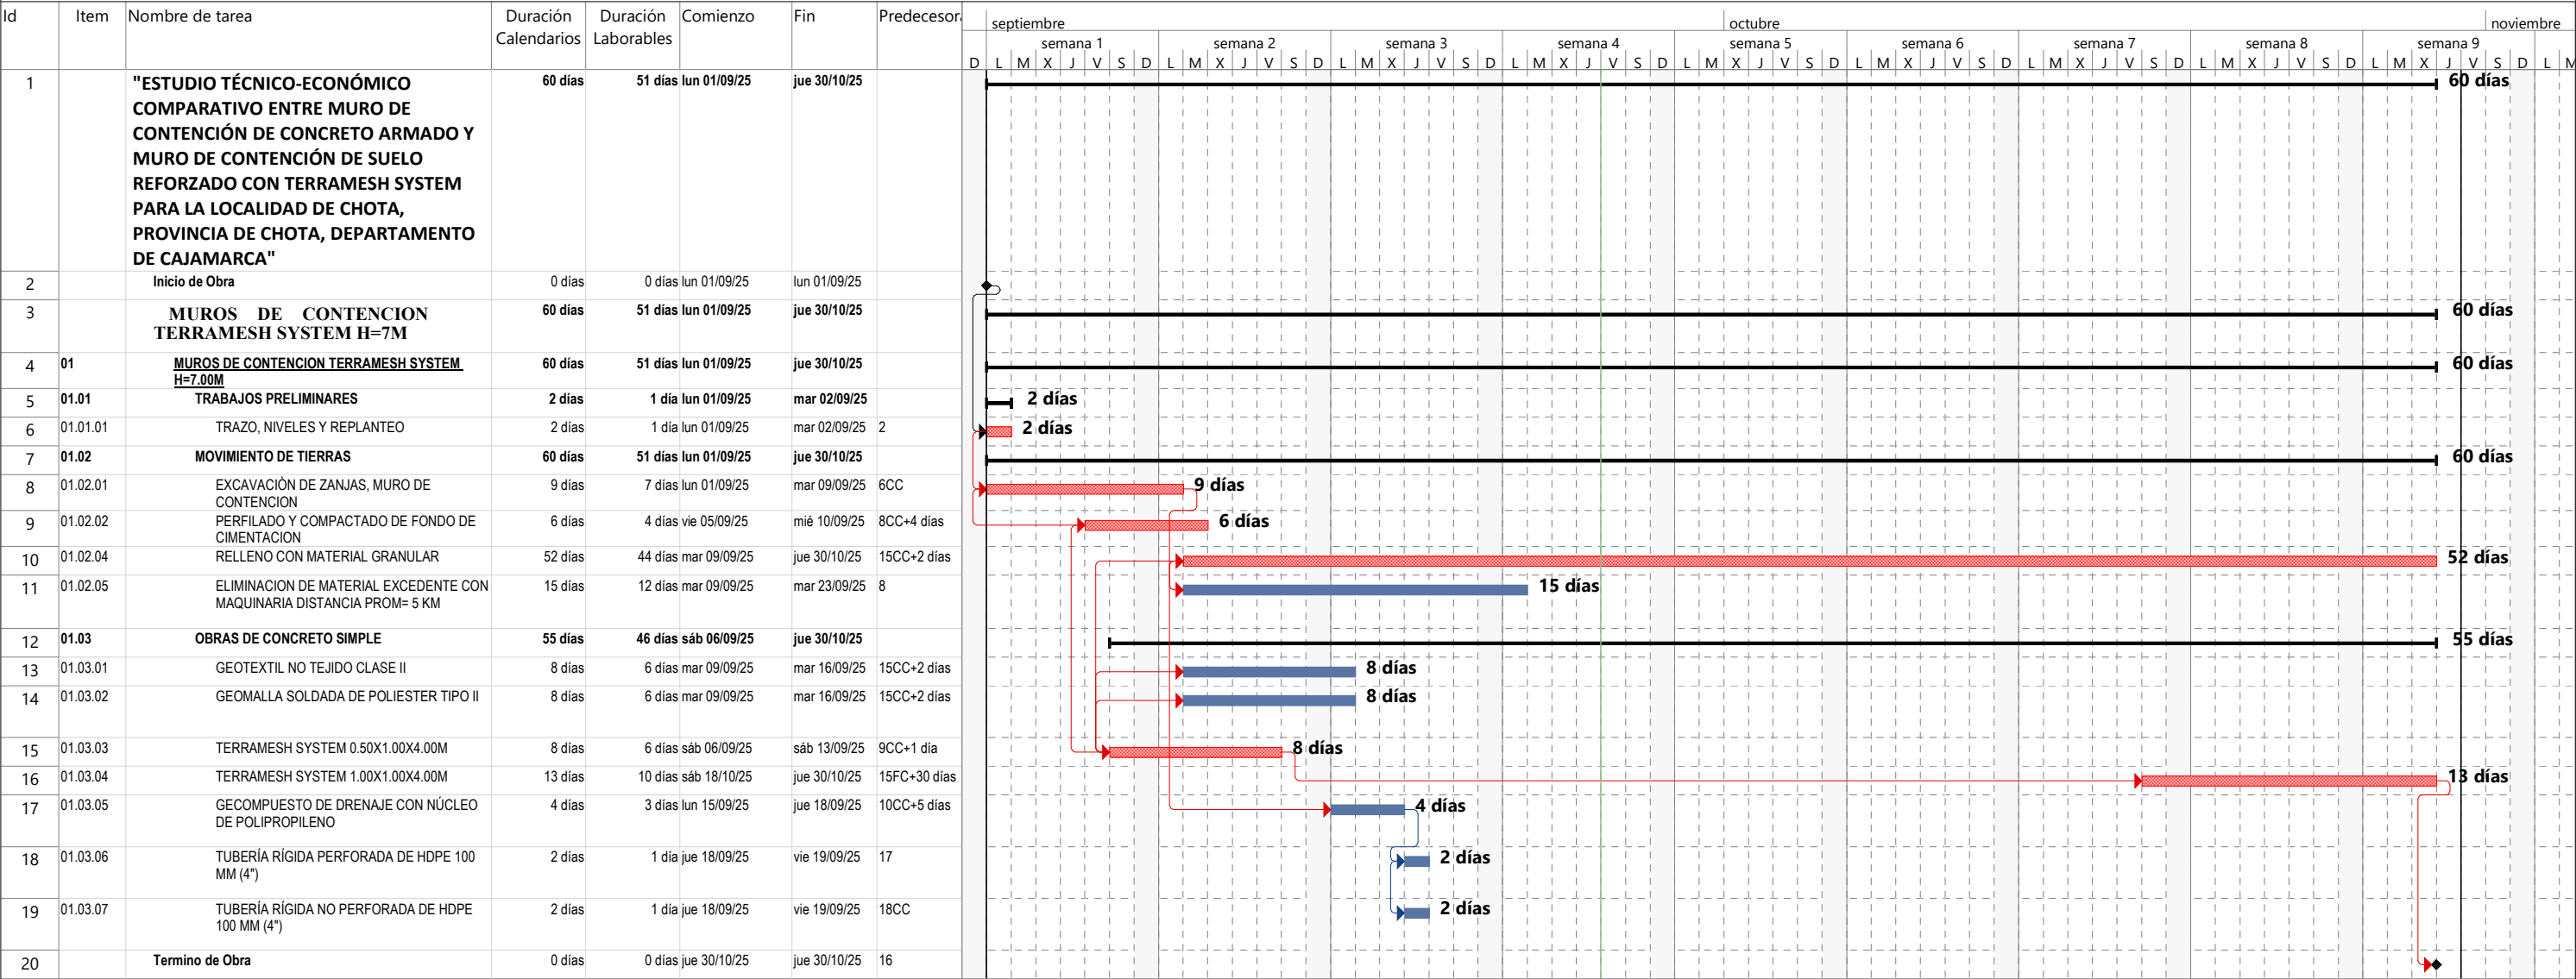 Id Item Nombre de tarea Duración Calendarios Duración Laborables Comienzo Fin Predecesora
septiembre octubre noviembre
semana 1 semana 2 semana 3 semana 4 semana 5 semana 6 semana 7 semana 8 semana 9
D L M X J V S D L M X J V S D L M X J V S D L M X J V S D L M X J V S D L M X J V S D L M X J V S D L M X J V S D L M X J V S D L M
1 "ESTUDIO TÉCNICO-ECONÓMICO 60 días 51 días lun 01/09/25 jue 30/10/25 60 días
COMPARATIVO ENTRE MURO DE
CONTENCIÓN DE CONCRETO ARMADO Y
MURO DE CONTENCIÓN DE SUELO
REFORZADO CON TERRAMESH SYSTEM
PARA LA LOCALIDAD DE CHOTA,
PROVINCIA DE CHOTA, DEPARTAMENTO
DE CAJAMARCA"
2 Inicio de Obra 0 días 0 días lun 01/09/25 lun 01/09/25
3 MUROS DE CONTENCION 60 días 51 días lun 01/09/25 jue 30/10/25 60 días
TERRAMESH SYSTEM H=7M
4 01 MUROS DE CONTENCION TERRAMESH SYSTEM 60 días 51 días lun 01/09/25 jue 30/10/25 60 días
H=7.00M
5 01.01 TRABAJOS PRELIMINARES 2 días 1 día lun 01/09/25 mar 02/09/25 2 días
6 01.01.01 TRAZO, NIVELES Y REPLANTEO 2 días 1 día lun 01/09/25 mar 02/09/25 2 2 días
7 01.02 MOVIMIENTO DE TIERRAS 60 días 51 días lun 01/09/25 jue 30/10/25 60 días
8 01.02.01 EXCAVACIÒN DE ZANJAS, MURO DE 9 días 7 días lun 01/09/25 mar 09/09/25 6CC 9 días
CONTENCION
9 01.02.02 PERFILADO Y COMPACTADO DE FONDO DE 6 días 4 días vie 05/09/25 mié 10/09/25 8CC+4 días 6 días
CIMENTACION
10 01.02.04 RELLENO CON MATERIAL GRANULAR 52 días 44 días mar 09/09/25 jue 30/10/25 15CC+2 días 52 días
11 01.02.05 ELIMINACION DE MATERIAL EXCEDENTE CON 15 días 12 días mar 09/09/25 mar 23/09/25 8 15 días
MAQUINARIA DISTANCIA PROM= 5 KM
12 01.03 OBRAS DE CONCRETO SIMPLE 55 días 46 días sáb 06/09/25 jue 30/10/25 55 días
13 01.03.01 GEOTEXTIL NO TEJIDO CLASE II 8 días 6 días mar 09/09/25 mar 16/09/25 15CC+2 días 8 días
14 01.03.02 GEOMALLA SOLDADA DE POLIESTER TIPO II 8 días 6 días mar 09/09/25 mar 16/09/25 15CC+2 días 8 días
15 01.03.03 TERRAMESH SYSTEM 0.50X1.00X4.00M 8 días 6 días sáb 06/09/25 sáb 13/09/25 9CC+1 día 8 días
16 01.03.04 TERRAMESH SYSTEM 1.00X1.00X4.00M 13 días 10 días sáb 18/10/25 jue 30/10/25 15FC+30 días 13 días
17 01.03.05 GECOMPUESTO DE DRENAJE CON NÚCLEO 4 días 3 días lun 15/09/25 jue 18/09/25 10CC+5 días 4 días
DE POLIPROPILENO
18 01.03.06 TUBERÍA RÍGIDA PERFORADA DE HDPE 100 2 días 1 día jue 18/09/25 vie 19/09/25 17 2 días
MM (4")
19 01.03.07 TUBERÍA RÍGIDA NO PERFORADA DE HDPE 2 días 1 día jue 18/09/25 vie 19/09/25 18CC 2 días
100 MM (4")
20 Termino de Obra 0 días 0 días jue 30/10/25 jue 30/10/25 16